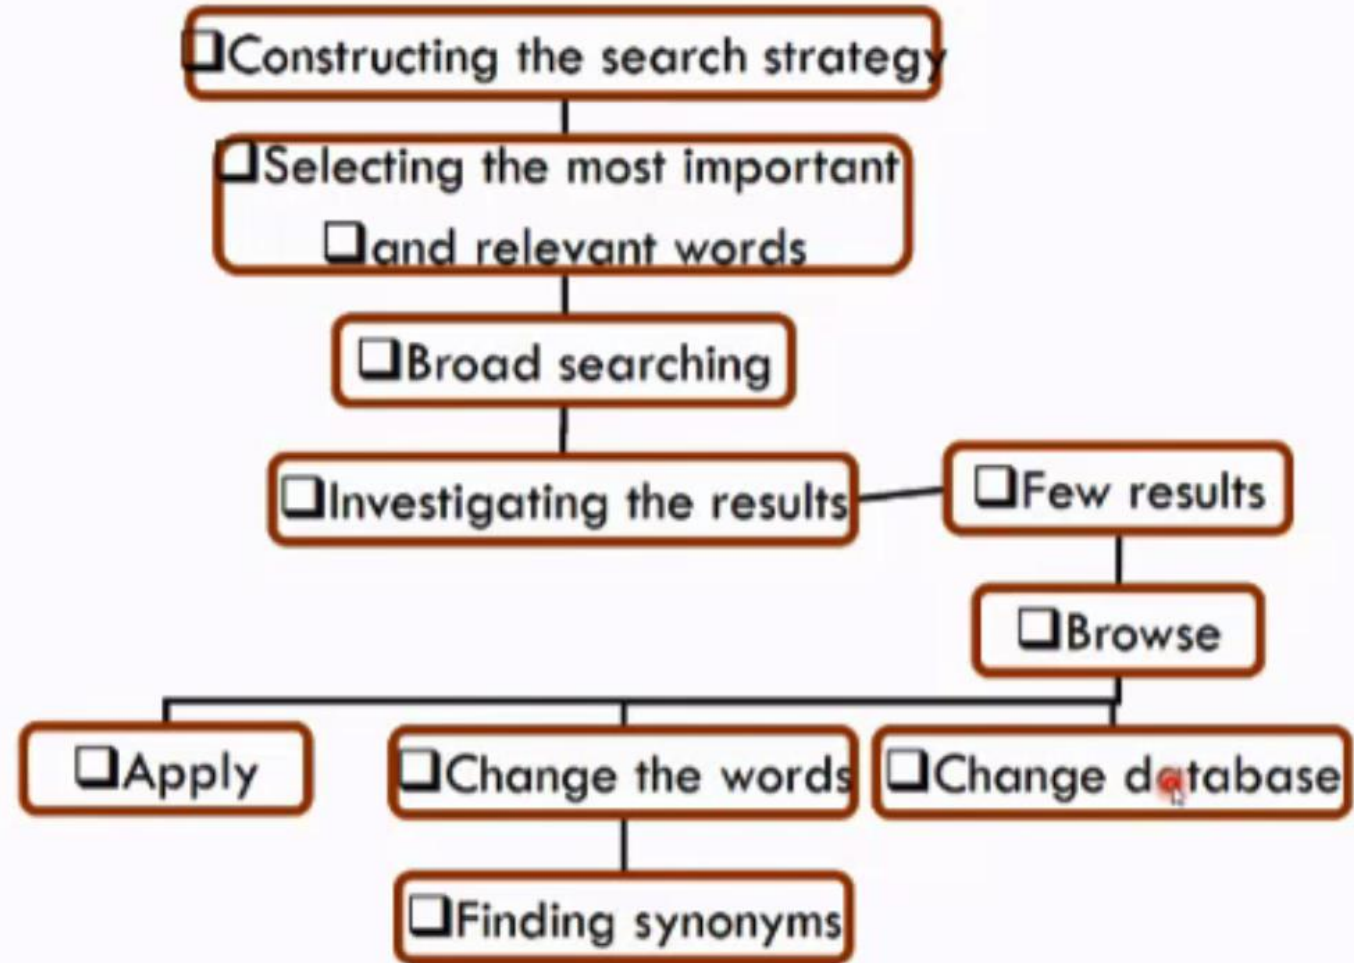 ❑Constructing the search strategy
❑Selecting the most important
❑and relevant words
❑Broad searching
❑Investigating the results
❑Few results
❑Browse
❑Apply
❑Change the words
❑Change database
❑Finding synonyms